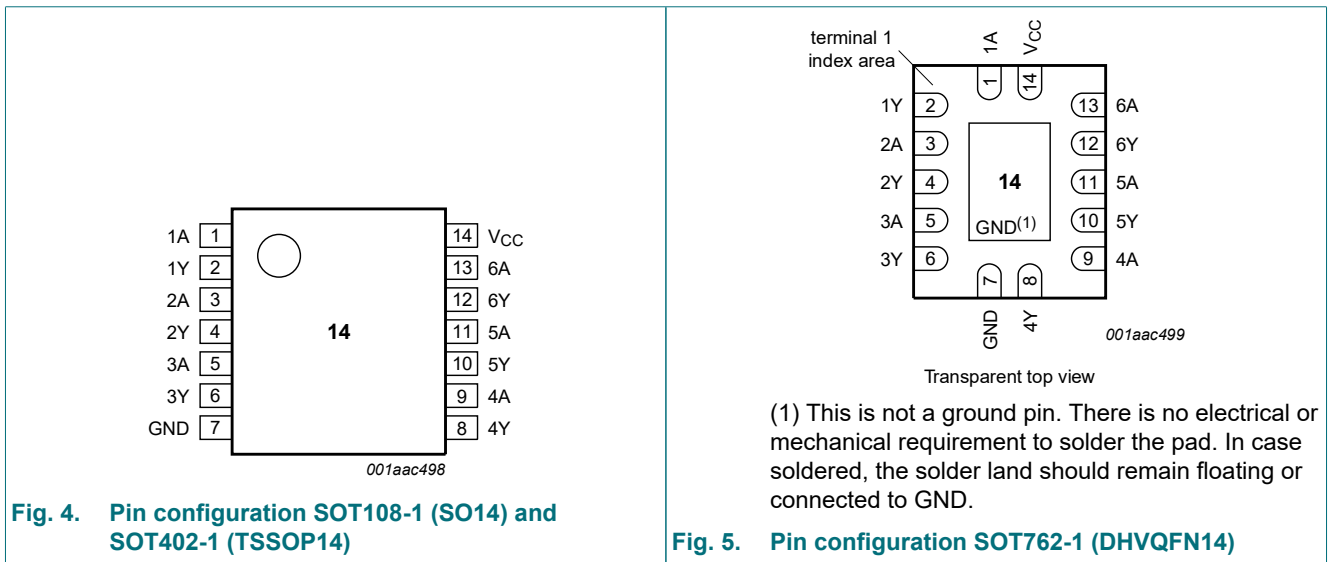 1A 1 14 VCC
1Y 2 13 6A
2A 3 12 6Y
2Y 4 14 11 5A
3A 5 10 5Y
3Y 6 9 4A
GND 7 8 4Y
001aac498
Fig. 4. Pin configuration SOT108-1 (SO14) and
SOT402-1 (TSSOP14)
terminal 1
index area
1A VCC
1 14
1Y 2 13 6A
2A 3 12 6Y
2Y 4 14 11 5A
3A 5 GND(1) 10 5Y
3Y 6 9 4A
7 8
GND 4Y
001aac499
Transparent top view
(1) This is not a ground pin. There is no electrical or
mechanical requirement to solder the pad. In case
soldered, the solder land should remain floating or
connected to GND.
Fig. 5. Pin configuration SOT762-1 (DHVQFN14)